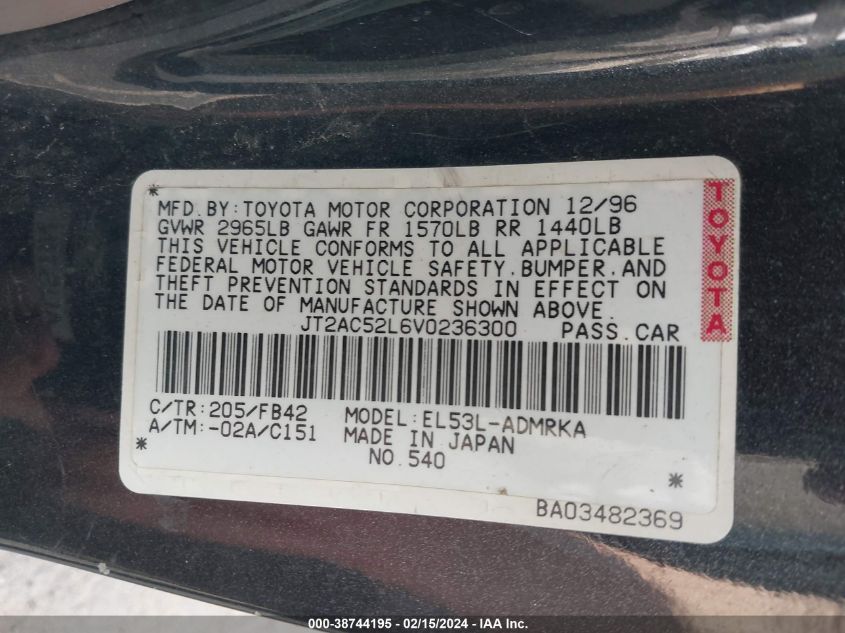 *
MFD.BY:TOYOTA MOTOR CORPORATION 12/96
GVWR 2965LB GAWR FR 1570LB RR 1440LB
THIS VEHICLE CONFORMS TO ALL APPLICABLE
FEDERAL MOTOR VEHICLE SAFETY.BUMPER.AND
THEFT PREVENTION STANDARDS IN EFFECT ON
THE DATE OF MANUFACTURE SHOWN ABOVE.
JT2AC52L6V0236300 PASS.CAR
TOYOTA
C/TR:205/FB42 MODEL:EL53L-ADMRKA
A/TM:-02A/C151 MADE IN JAPAN
* NO.540 *
BA03482369
000-38744195 - 02/15/2024 - IAA Inc.